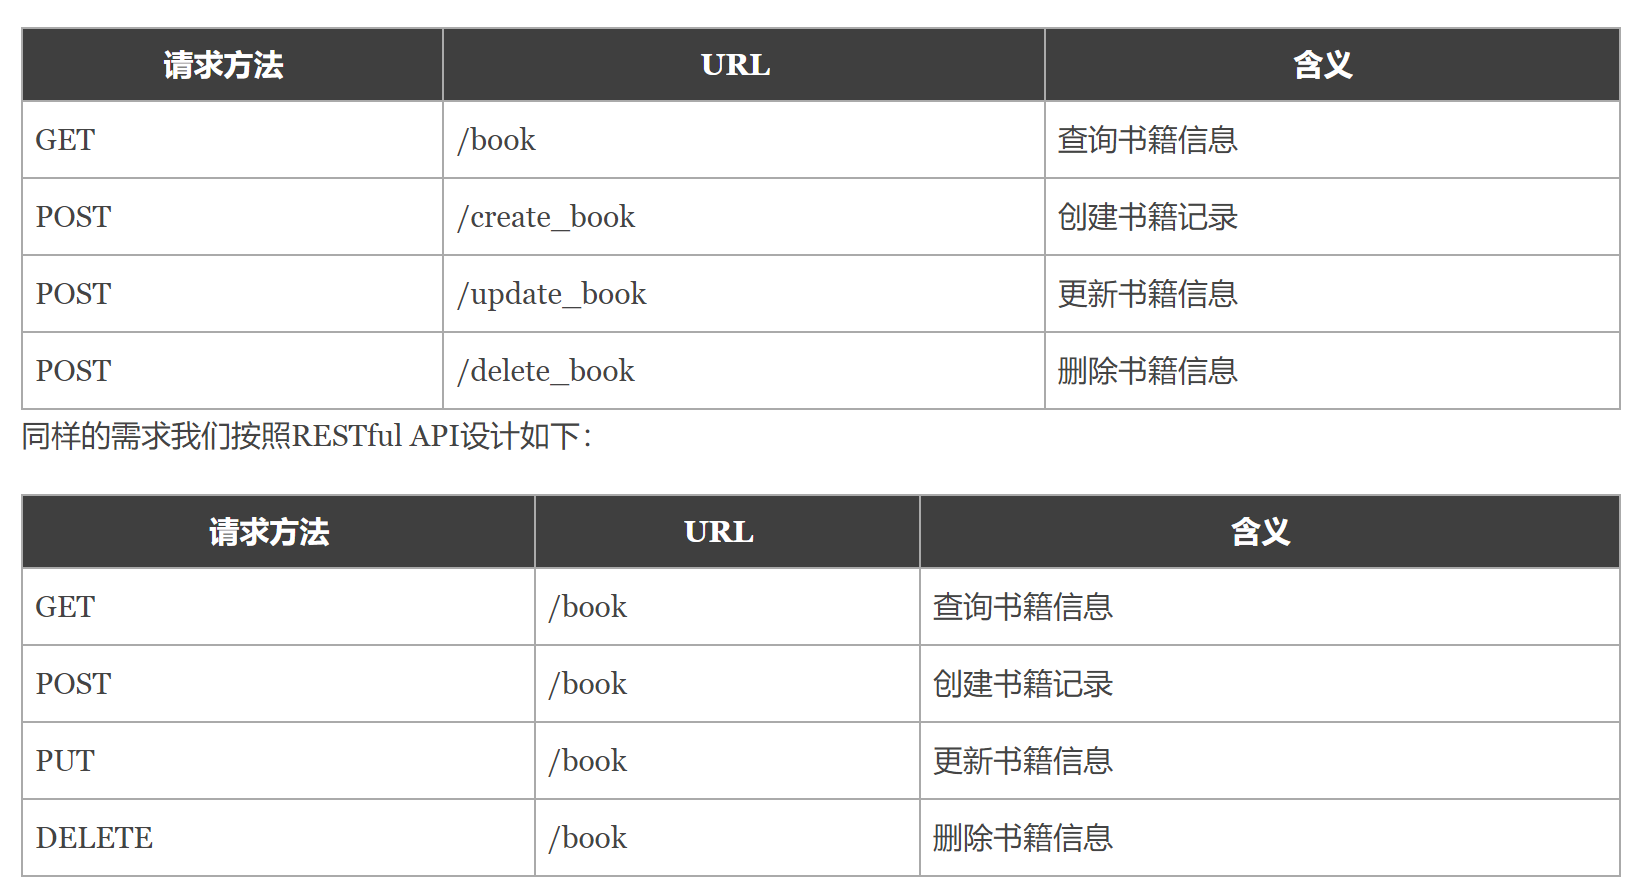 请求方法 URL 含义
GET /book 查询书籍信息
POST /create_book 创建书籍记录
POST /update_book 更新书籍信息
POST /delete_book 删除书籍信息
同样的需求我们按照RESTful API设计如下：
请求方法 URL 含义
GET /book 查询书籍信息
POST /book 创建书籍记录
PUT /book 更新书籍信息
DELETE /book 删除书籍信息